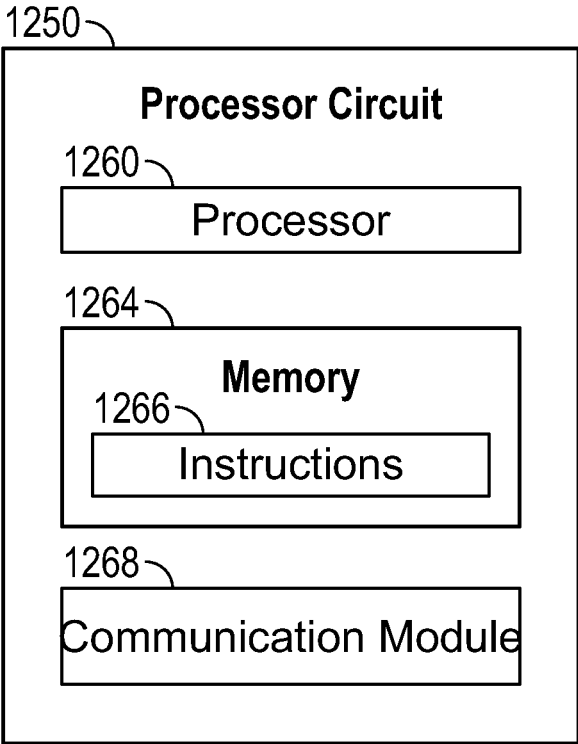 1250
Processor Circuit
1260
Processor
1264
Memory
1266
Instructions
1268
Communication Module